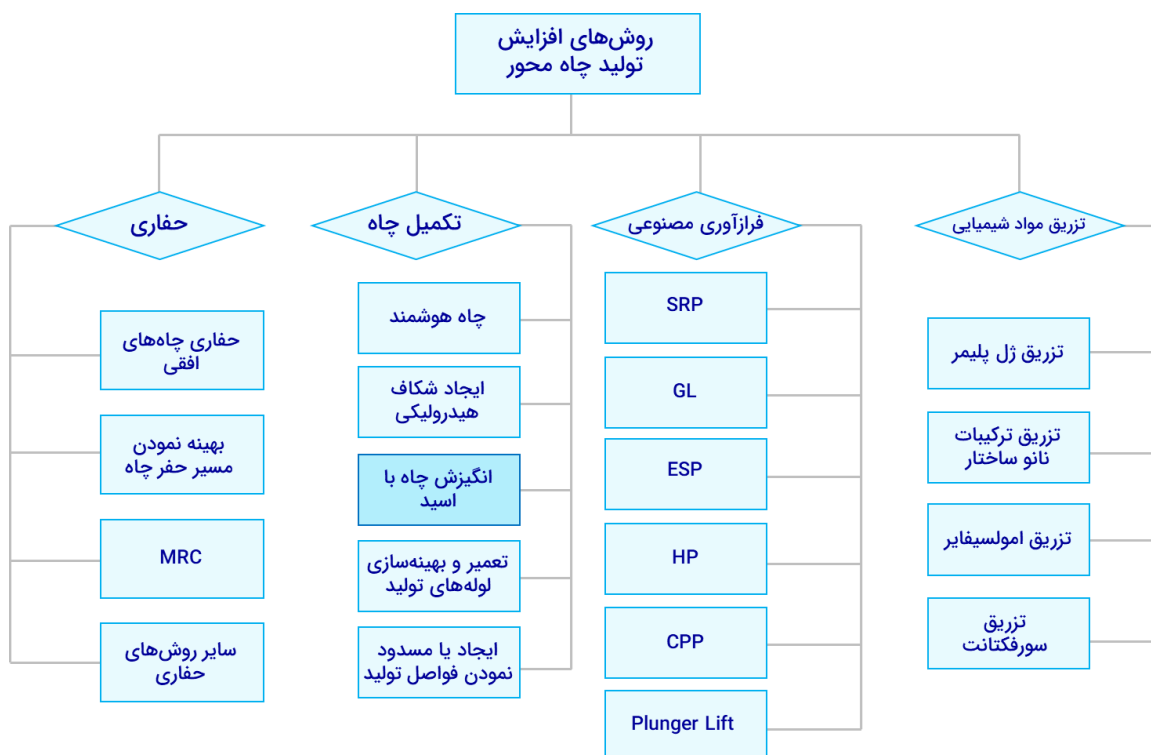 روش‌های افزایش
تولید چاه محور
حفاری
تکمیل چاه
فرازآوری مصنوعی
تزریق مواد شیمیایی
حفاری چاه‌های
افقی
بهینه نمودن
مسیر حفر چاه
MRC
سایر روش‌های
حفاری
چاه هوشمند
ایجاد شکاف
هیدرولیکی
انگیزش چاه با
اسید
تعمیر و بهینه‌سازی
لوله‌های تولید
ایجاد یا مسدود
نمودن فواصل تولید
SRP
GL
ESP
HP
CPP
Plunger Lift
تزریق ژل پلیمر
تزریق ترکیبات
نانو ساختار
تزریق امولسیفایر
تزریق
سورفکتانت